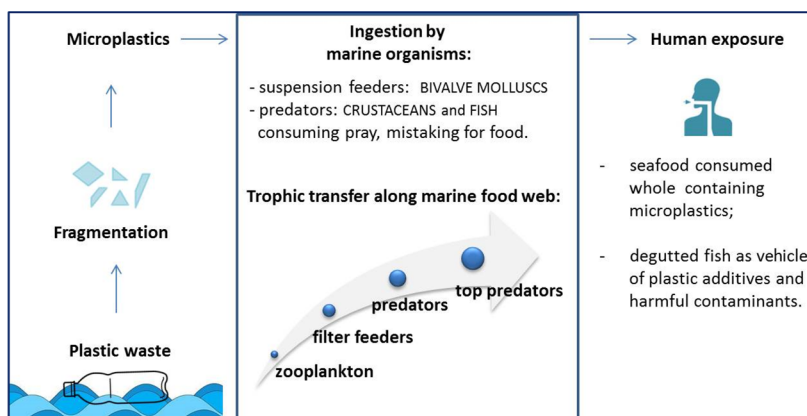 Microplastics
Fragmentation
Plastic waste
Ingestion by
marine organisms:
- suspension feeders: BIVALVE MOLLUSCS
- predators: CRUSTACEANS and FISH
consuming pray, mistaking for food.
Trophic transfer along marine food web:
top predators
predators
filter feeders
zooplankton
Human exposure
- seafood consumed
whole containing
microplastics;
- degutted fish as vehicle
of plastic additives and
harmful contaminants.